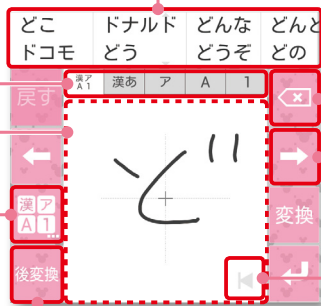 どこ ドナルド どんな どんと
ドコモ どう どうぞ どの
戻す 漢ア A1 漢あ ア A 1
ど
漢 ア A 1
変換
後変換